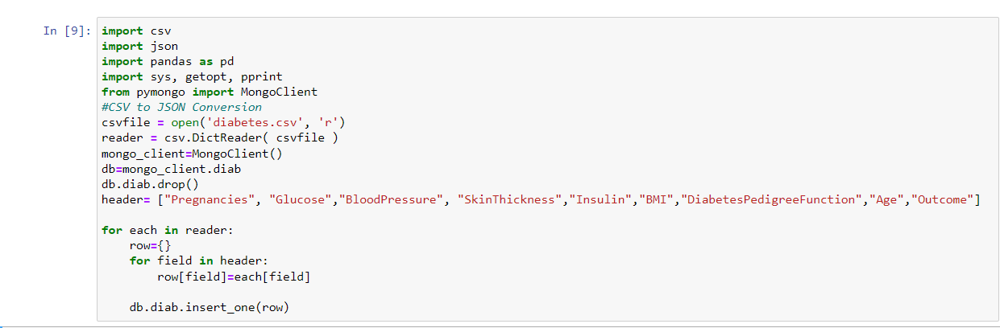 In [9]:
import csv
import json
import pandas as pd
import sys, getopt, pprint
from pymongo import MongoClient
#CSV to JSON Conversion
csvfile = open('diabetes.csv', 'r')
reader = csv.DictReader( csvfile )
mongo_client=MongoClient()
db=mongo_client.diab
db.diab.drop()
header= ["Pregnancies", "Glucose","BloodPressure", "SkinThickness","Insulin","BMI","DiabetesPedigreeFunction","Age","Outcome"]

for each in reader:
    row={}
    for field in header:
        row[field]=each[field]

    db.diab.insert_one(row)